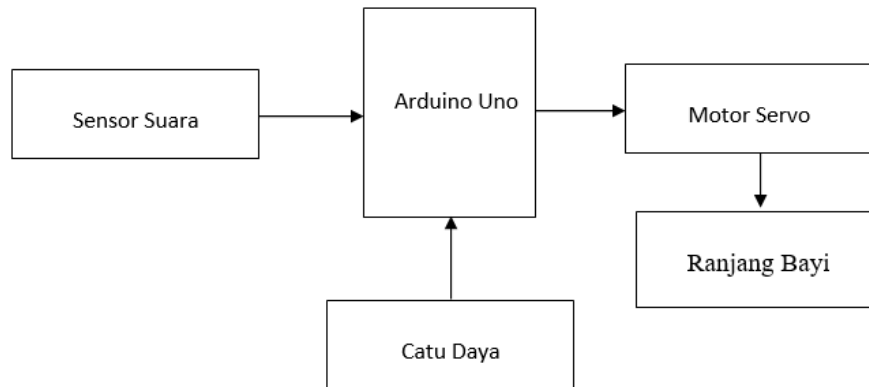 Sensor Suara
Arduino Uno
Motor Servo
Ranjang Bayi
Catu Daya